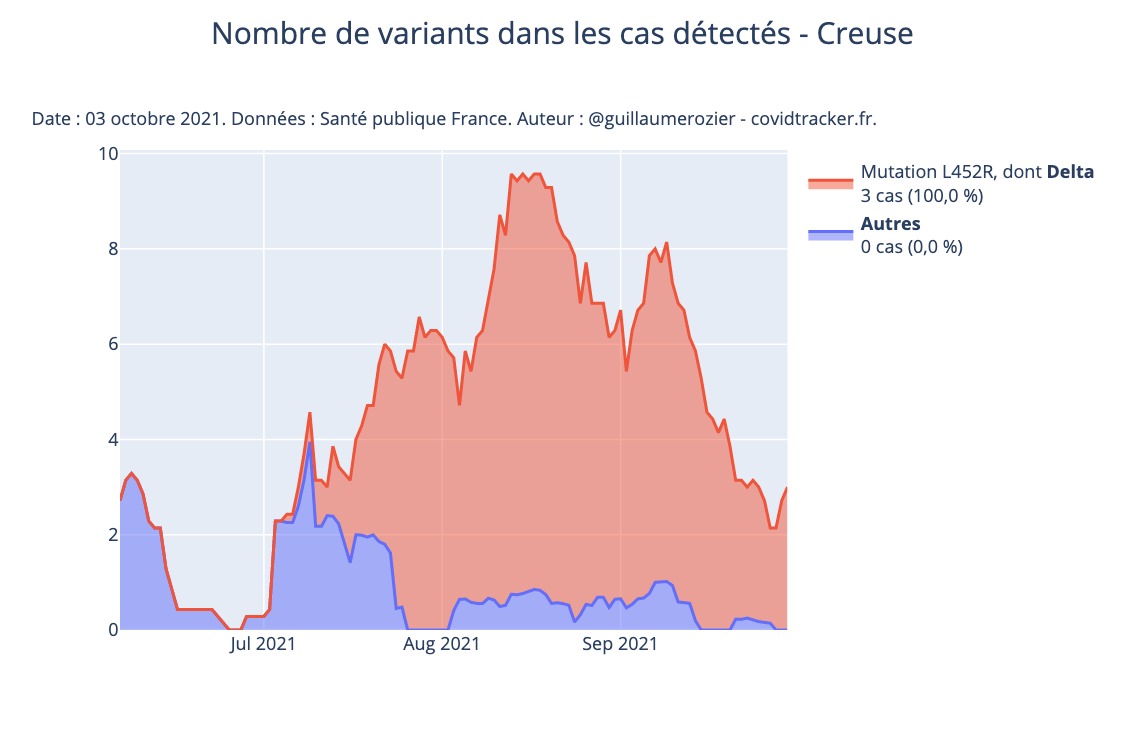 Nombre de variants dans les cas détectés - Creuse
Date : 03 octobre 2021. Données : Santé publique France. Auteur : @guillaumerozier - covidtracker.fr.
10
8
6
4
2
0
Jul 2021
Aug 2021
Sep 2021
Mutation L452R, dont Delta
3 cas (100,0 %)
Autres
0 cas (0,0 %)